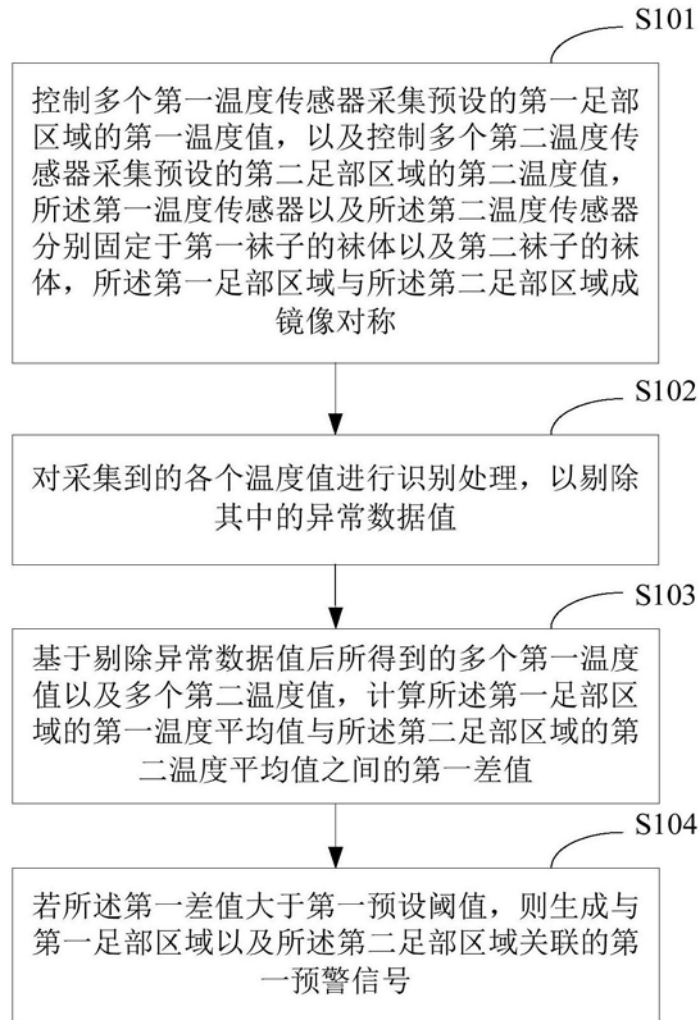 S101
控制多个第一温度传感器采集预设的第一足部
区域的第一温度值，以及控制多个第二温度传
感器采集预设的第二足部区域的第二温度值，
所述第一温度传感器以及所述第二温度传感器
分别固定于第一袜子的袜体以及第二袜子的袜
体，所述第一足部区域与所述第二足部区域成
镜像对称
S102
对采集到的各个温度值进行识别处理，以剔除
其中的异常数据值
S103
基于剔除异常数据值后所得到的多个第一温度
值以及多个第二温度值，计算所述第一足部区
域的第一温度平均值与所述第二足部区域的第
二温度平均值之间的第一差值
S104
若所述第一差值大于第一预设阈值，则生成与
第一足部区域以及所述第二足部区域关联的第
一预警信号